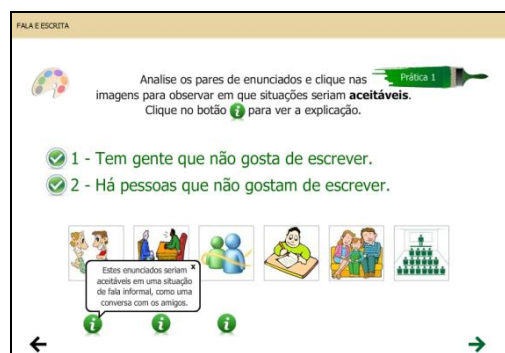 FALA E ESCRITA
Prática 1
Analise os pares de enunciados e clique nas
imagens para observar em que situações seriam aceitáveis.
Clique no botão i para ver a explicação.
1 - Tem gente que não gosta de escrever.
2 - Há pessoas que não gostam de escrever.
x
Estes enunciados seriam
aceitáveis em uma situação
de fala informal, como uma
conversa com os amigos.
i i i